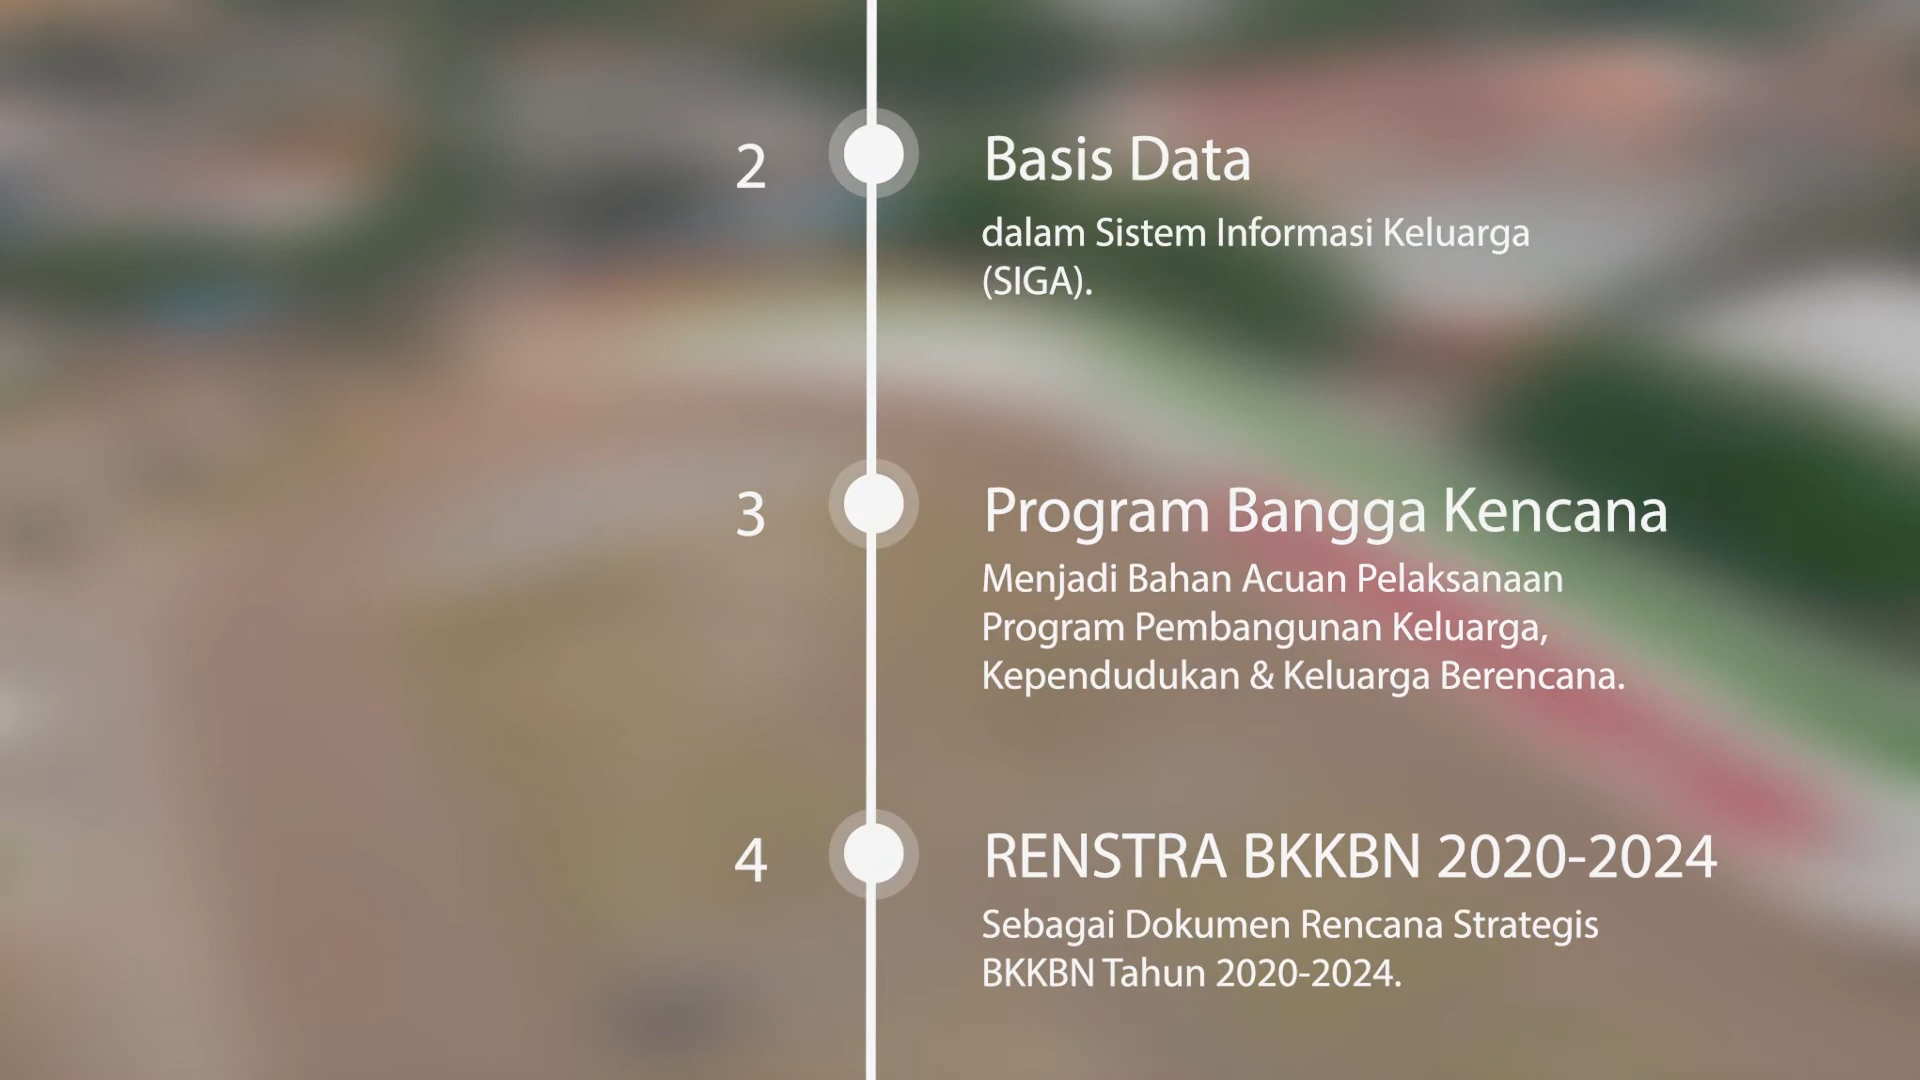 2
Basis Data
dalam Sistem Informasi Keluarga
(SIGA).
3
Program Bangga Kencana
Menjadi Bahan Acuan Pelaksanaan
Program Pembangunan Keluarga,
Kependudukan & Keluarga Berencana.
4
RENSTRA BKKBN 2020-2024
Sebagai Dokumen Rencana Strategis
BKKBN Tahun 2020-2024.